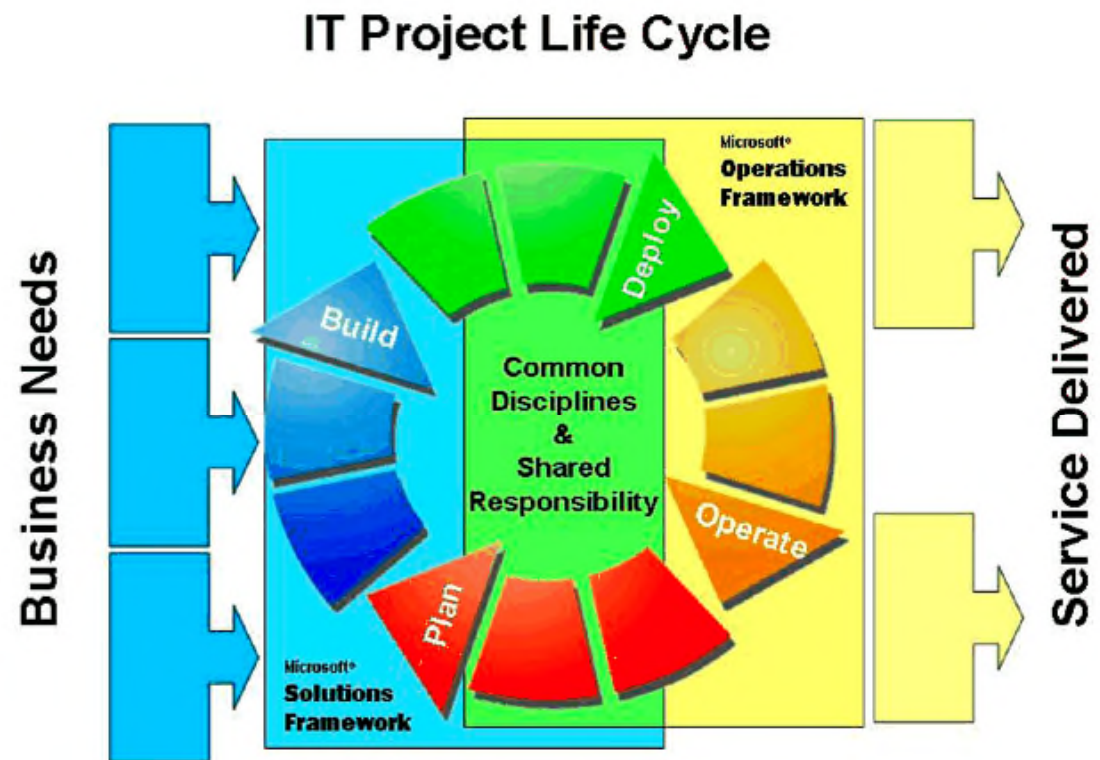 IT Project Life Cycle
Microsoft®
Operations
Framework
Business Needs
Build
Deploy
Common
Disciplines
&
Shared
Responsibility
Operate
Plan
Microsoft®
Solutions
Framework
Service Delivered